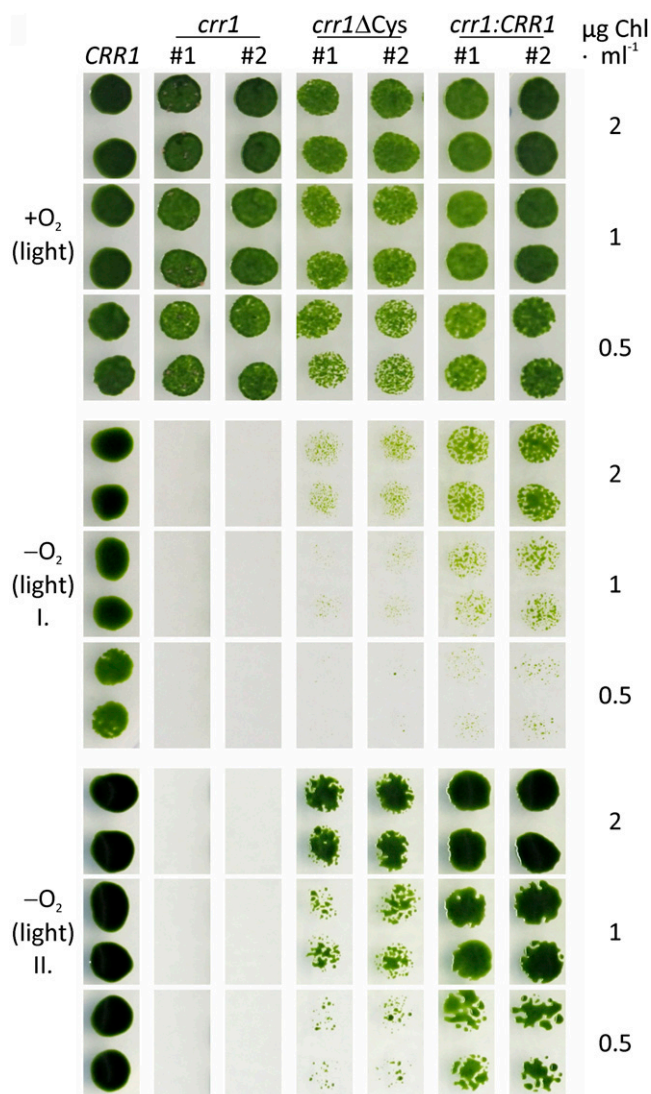 crr1 crr1ΔCys crr1:CRR1 µg Chl
CRR1 #1 #2 #1 #2 #1 #2 · ml⁻¹
2
+O₂
(light)
1
0.5
2
−O₂
(light)
I.
1
0.5
2
−O₂
(light)
II.
1
0.5